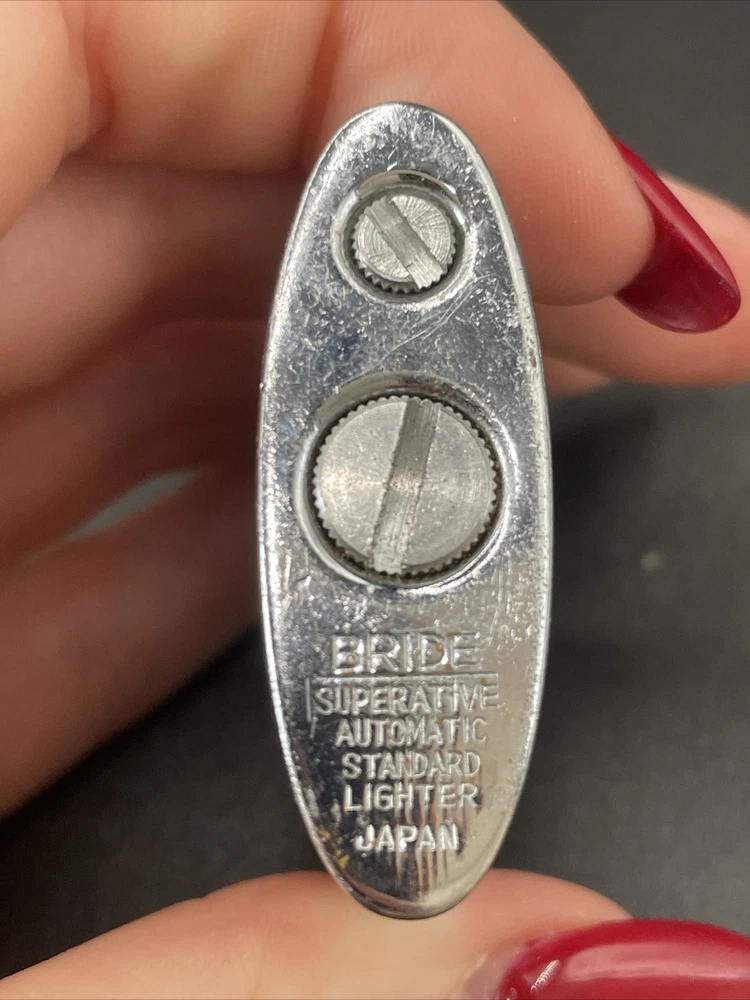 BRIDE
SUPERATIVE
AUTOMATIC
STANDARD
LIGHTER
JAPAN